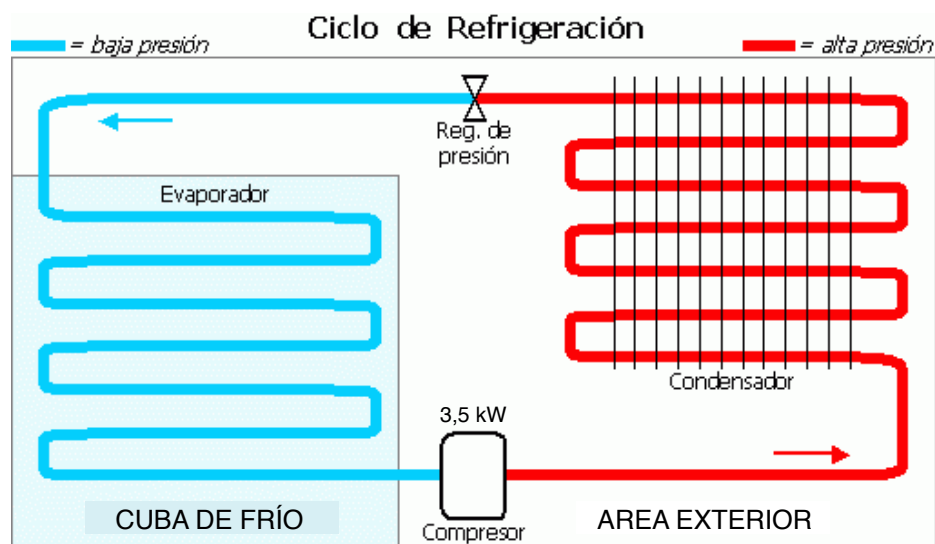 Ciclo de Refrigeración
= baja presión
= alta presión
Reg. de
presión
Evaporador
Condensador
3,5 kW
CUBA DE FRÍO
Compresor
AREA EXTERIOR